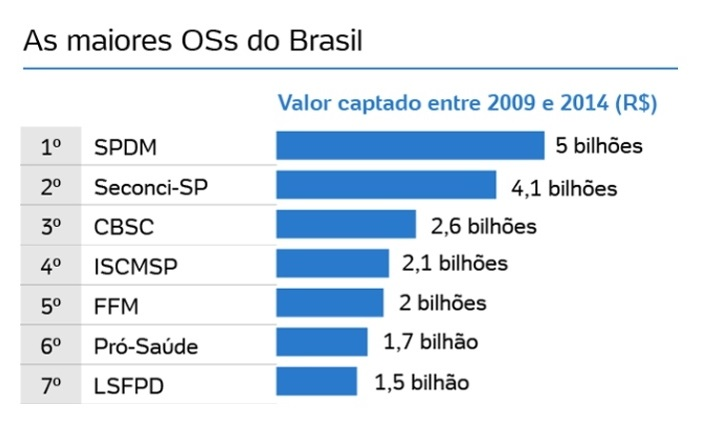 As maiores OSs do Brasil
Valor captado entre 2009 e 2014 (R$)
1º SPDM 5 bilhões
2º Seconci-SP 4,1 bilhões
3º CBSC 2,6 bilhões
4º ISCMSP 2,1 bilhões
5º FFM 2 bilhões
6º Pró-Saúde 1,7 bilhão
7º LSFPD 1,5 bilhão